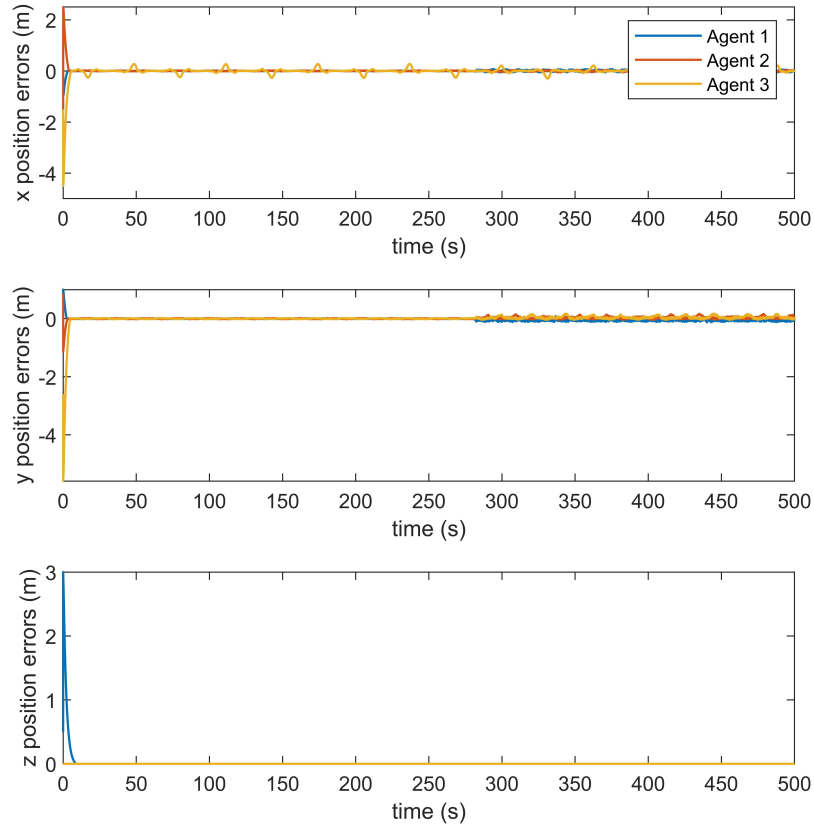 x position errors (m)
2
0
-2
-4
Agent 1
Agent 2
Agent 3
0 50 100 150 200 250 300 350 400 450 500
time (s)
y position errors (m)
0
-2
-4
0 50 100 150 200 250 300 350 400 450 500
time (s)
z position errors (m)
3
2
1
0
0 50 100 150 200 250 300 350 400 450 500
time (s)